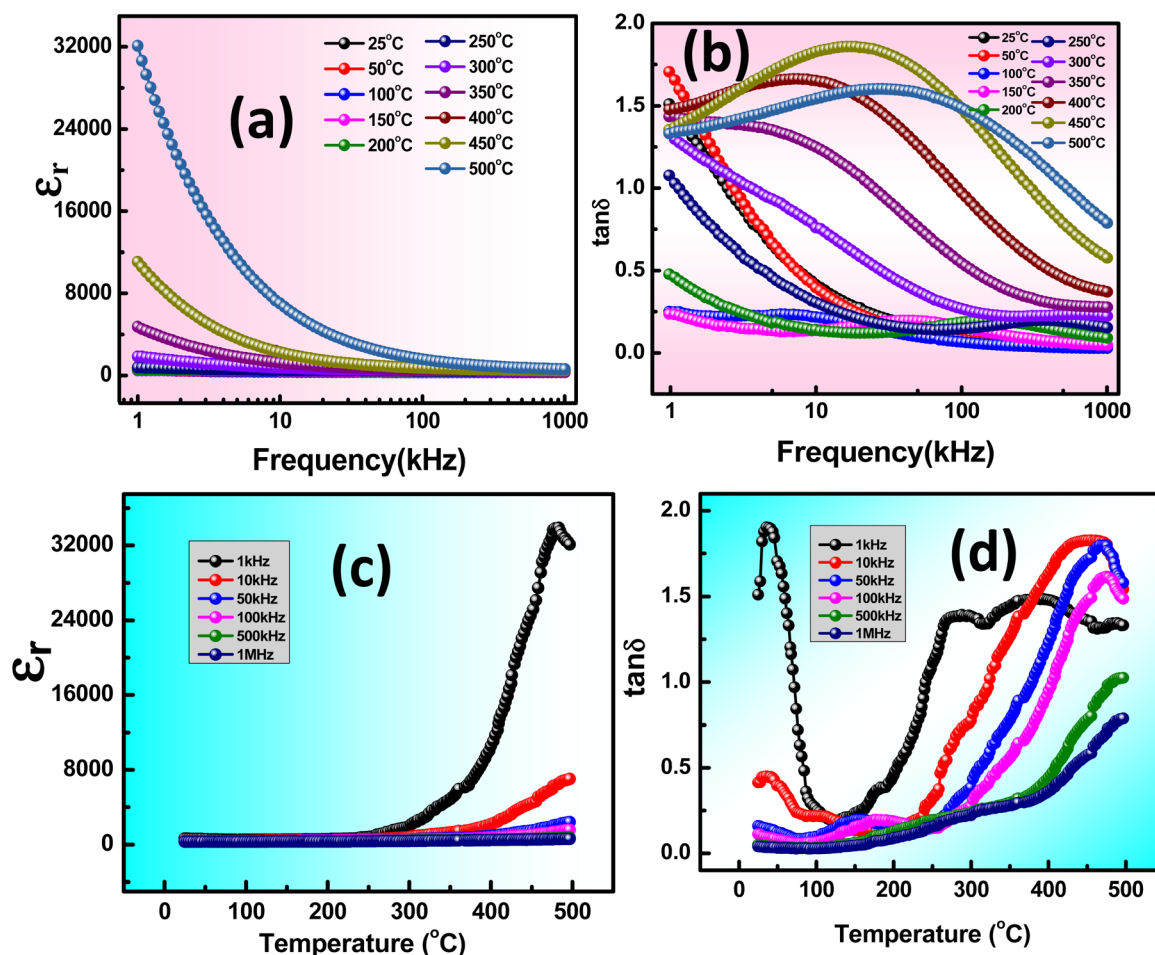 (a)
εr
32000
24000
16000
8000
0
25°C
50°C
100°C
150°C
200°C
250°C
300°C
350°C
400°C
450°C
500°C
1 10 100 1000
Frequency(kHz)
(b)
tanδ
2.0
1.5
1.0
0.5
0.0
25°C
50°C
100°C
150°C
200°C
250°C
300°C
350°C
400°C
450°C
500°C
1 10 100 1000
Frequency(kHz)
(c)
εr
32000
24000
16000
8000
0
1kHz
10kHz
50kHz
100kHz
500kHz
1MHz
0 100 200 300 400 500
Temperature (°C)
(d)
tanδ
2.0
1.5
1.0
0.5
0.0
1kHz
10kHz
50kHz
100kHz
500kHz
1MHz
0 100 200 300 400 500
Temperature (°C)